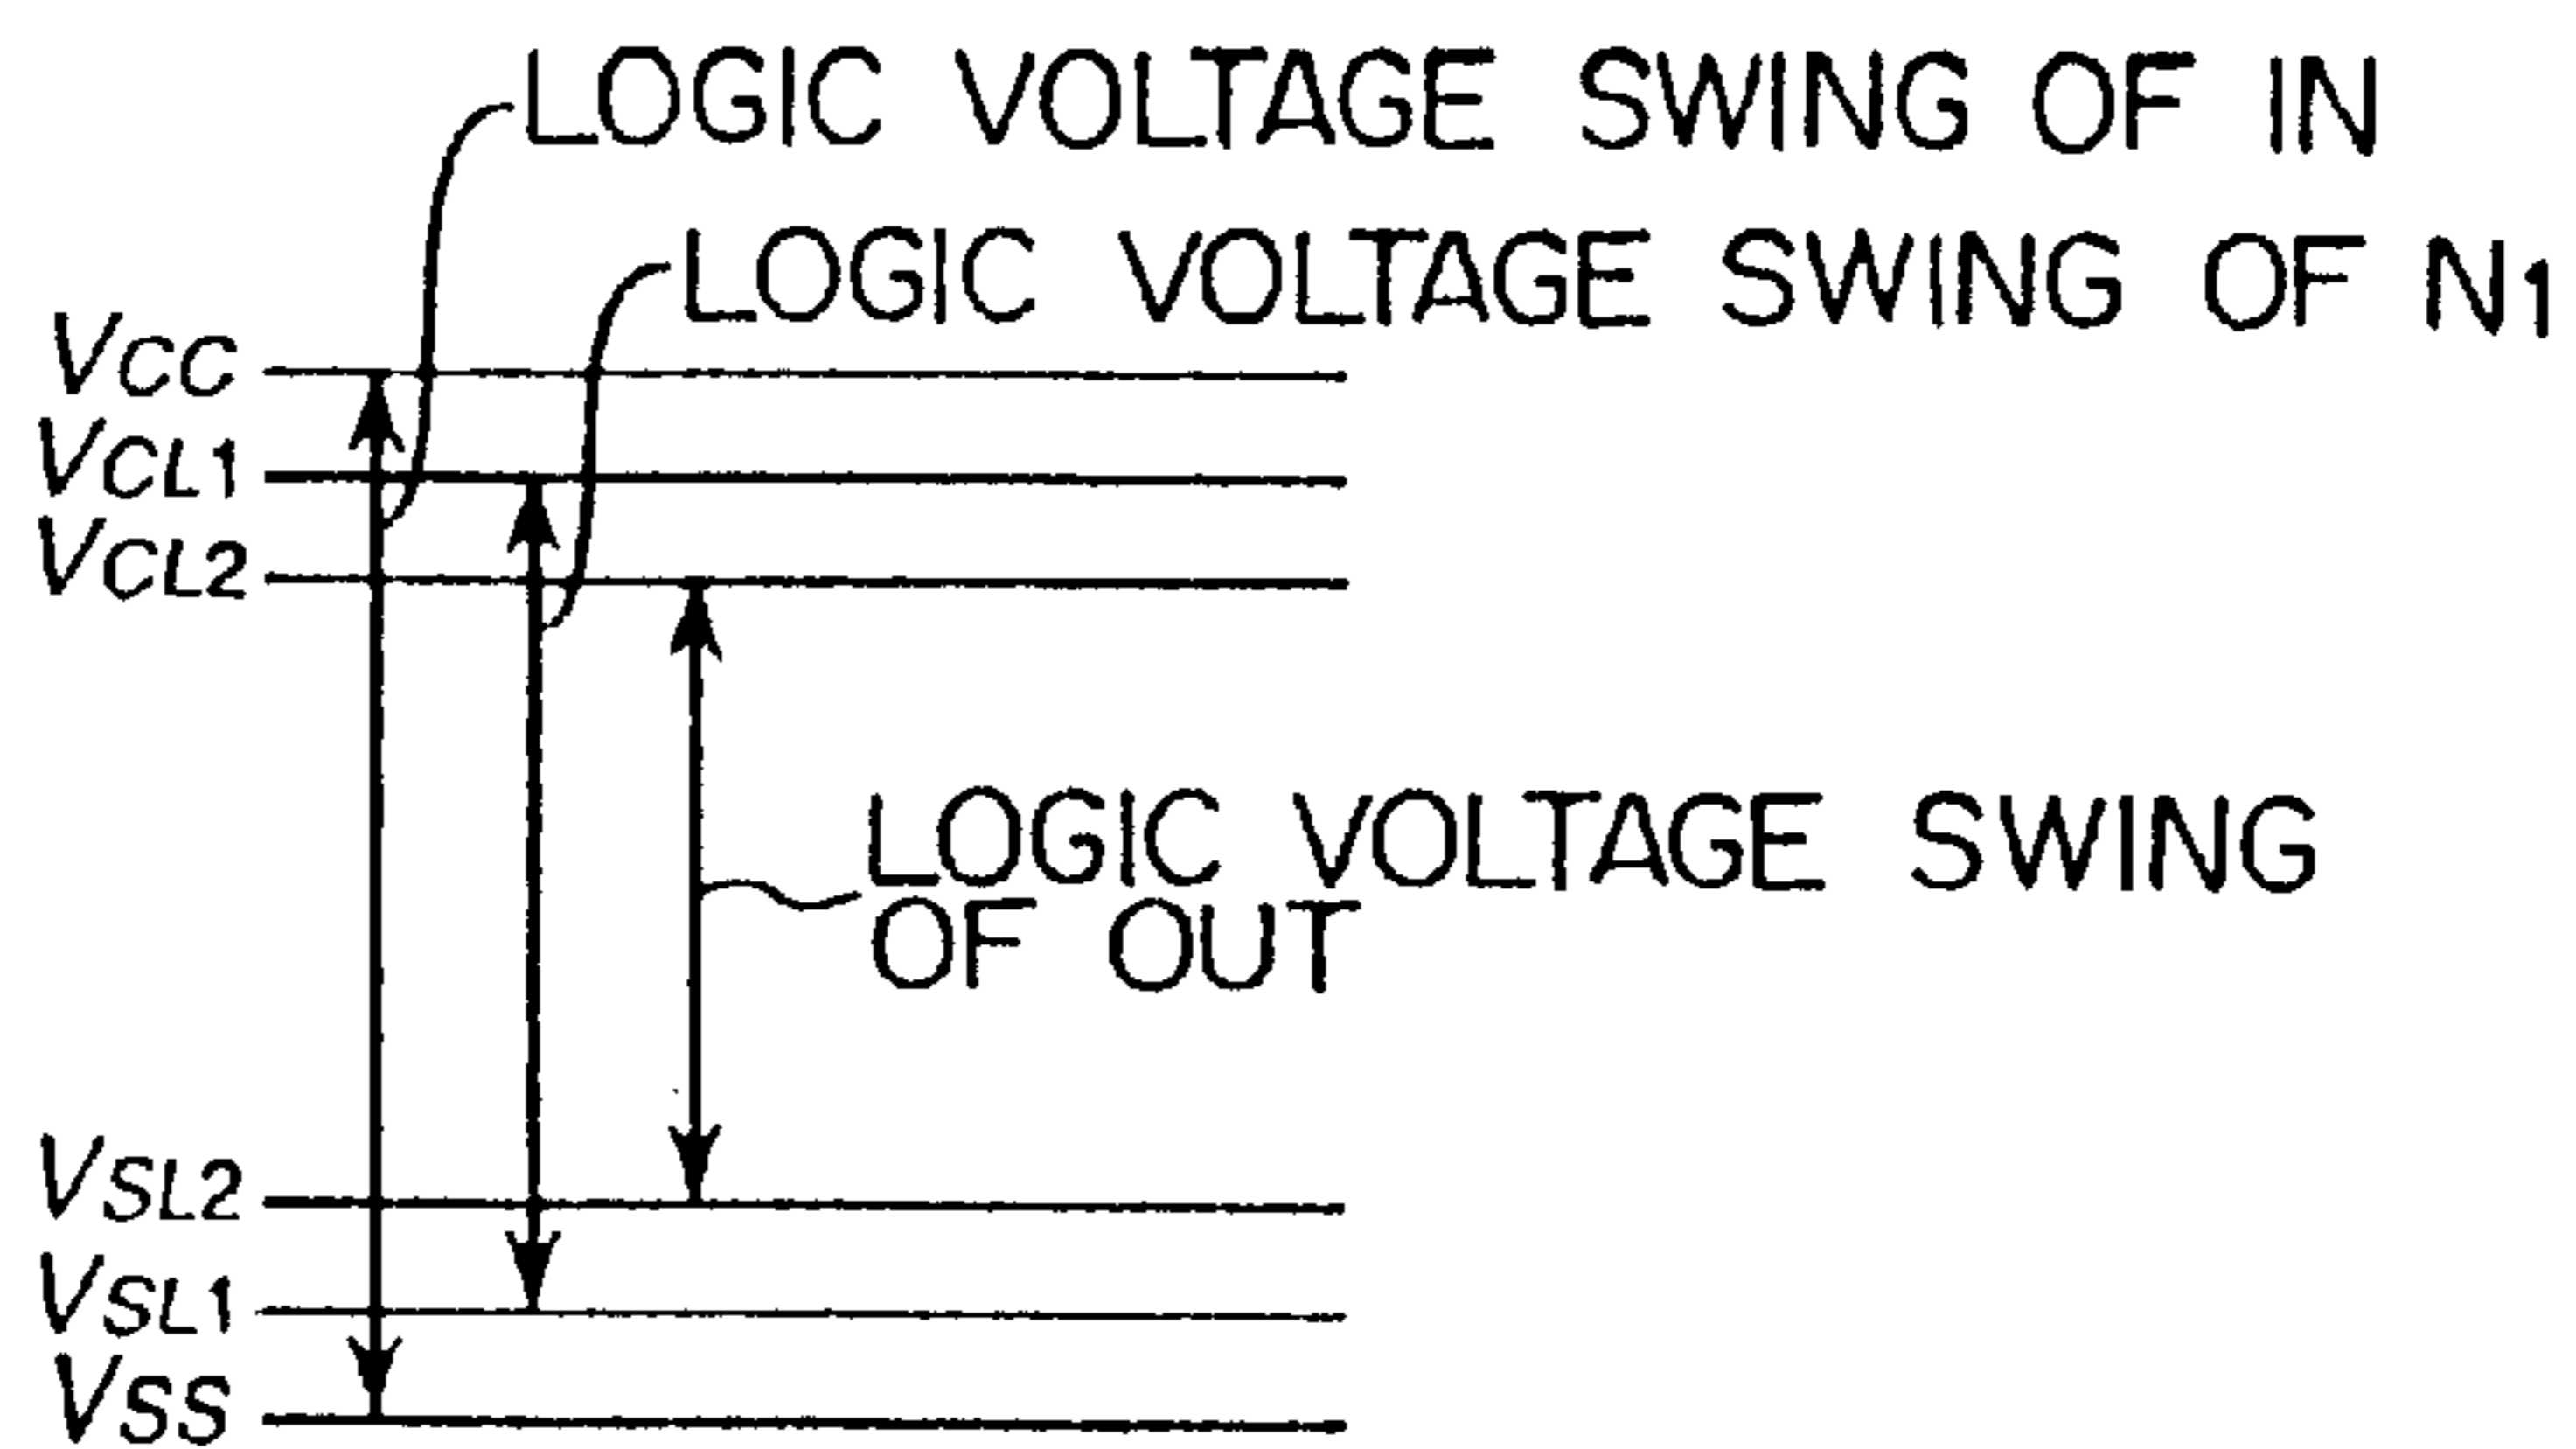 LOGIC VOLTAGE SWING OF IN
LOGIC VOLTAGE SWING OF N1
VCC
VCL1
VCL2
LOGIC VOLTAGE SWING
OF OUT
VSL2
VSL1
VSS